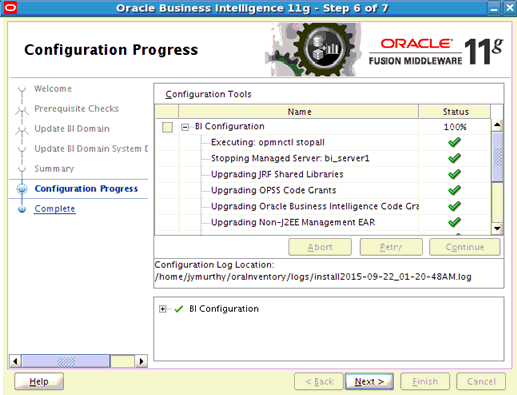 Oracle Business Intelligence 11g - Step 6 of 7
Configuration Progress
ORACLE
FUSION MIDDLEWARE
11g
Welcome
Prerequisite Checks
Update BI Domain
Update BI Domain System D
Summary
Configuration Progress
Complete
Configuration Tools
Name Status
BI Configuration 100%
Executing: opmnctl stopall
Stopping Managed Server: bi_server1
Upgrading JRF Shared Libraries
Upgrading OPSS Code Grants
Upgrading Oracle Business Intelligence Code Gra
Upgrading Non-J2EE Management EAR
Abort Retry Continue
Configuration Log Location:
/home/jymurthy/oraInventory/logs/install2015-09-22_01-20-48AM.log
BI Configuration
Help < Back Next > Finish Cancel